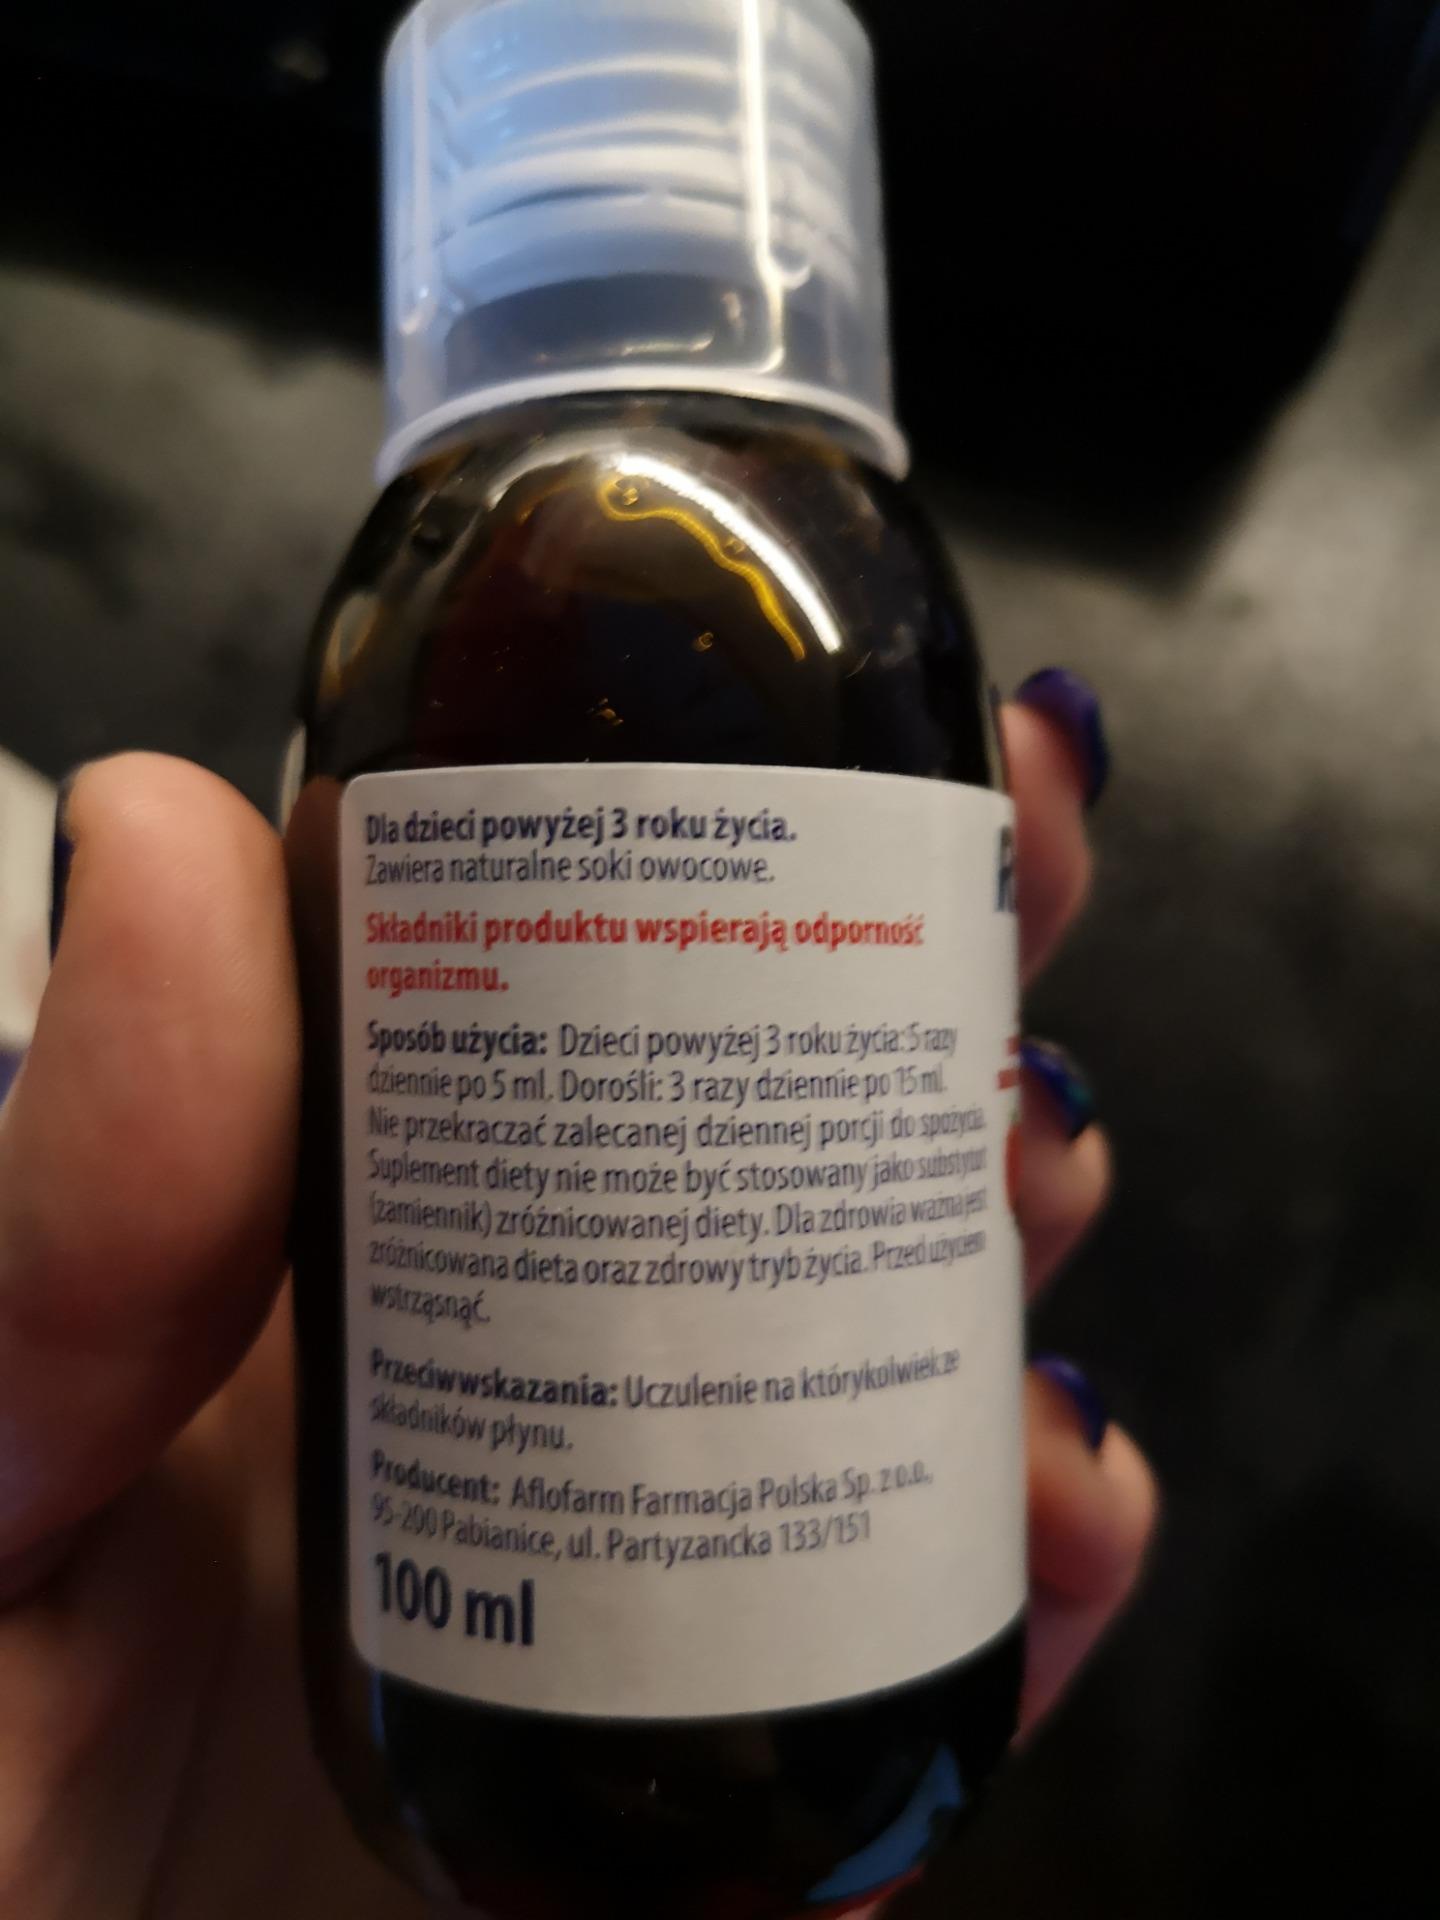 Dla dzieci powyżej 3 roku życia.
Zawiera naturalne soki owocowe.
Składniki produktu wspierają odporność
organizmu.
Sposób użycia: Dzieci powyżej 3 roku życia: 5 razy
dziennie po 5 ml. Dorośli: 3 razy dziennie po 15 ml.
Nie przekraczać zalecanej dziennej porcji do spożycia.
Suplement diety nie może być stosowany jako substytut
(zamiennik) zróżnicowanej diety. Dla zdrowia ważna jest
zróżnicowana dieta oraz zdrowy tryb życia. Przed użyciem
wstrząsnąć.
Przeciwwskazania: Uczulenie na którykolwiek ze
składników płynu.
Producent: Aflofarm Farmacja Polska Sp. z o.o.,
95-200 Pabianice, ul. Partyzancka 133/151
100 ml